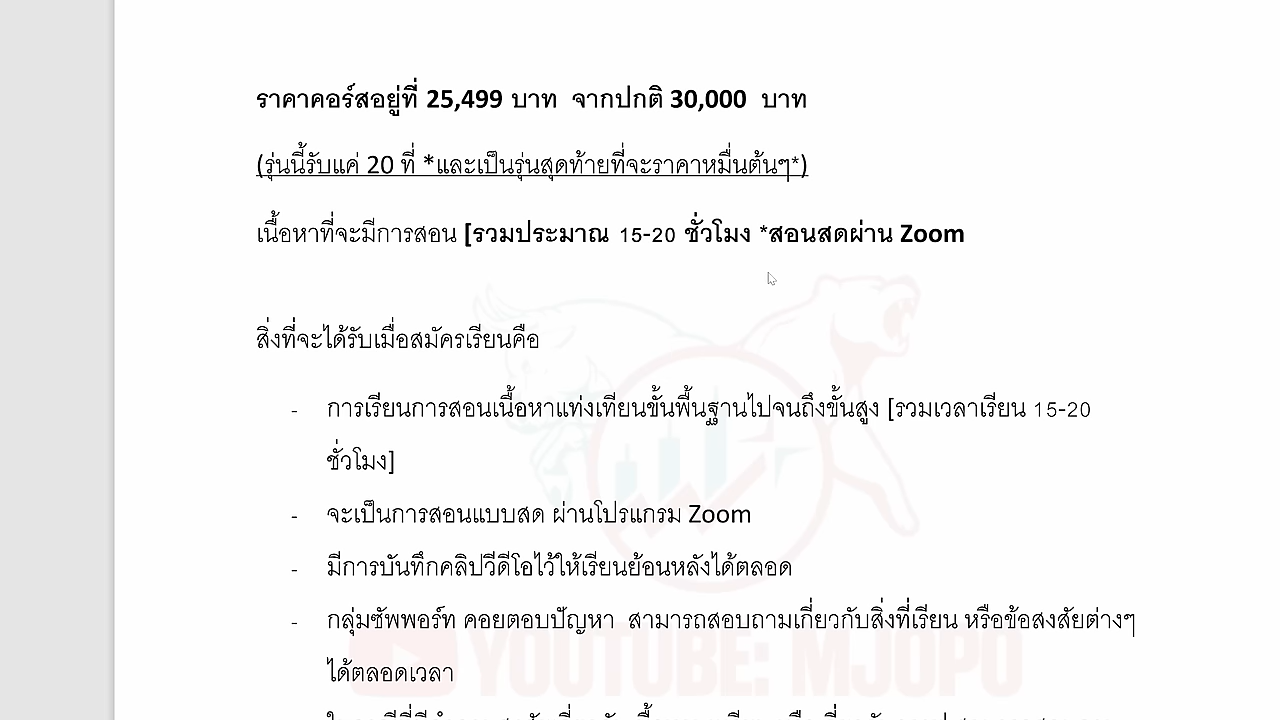 ราคาคอร์สอยู่ที่ 25,499 บาท จากปกติ 30,000 บาท
(รุ่นนี้รับแค่ 20 ที่ *และเป็นรุ่นสุดท้ายที่จะราคาหมื่นต้นๆ*)
เนื้อหาที่จะมีการสอน [รวมประมาณ 15-20 ชั่วโมง *สอนสดผ่าน Zoom
สิ่งที่จะได้รับเมื่อสมัครเรียนคือ
- การเรียนการสอนเนื้อหาแท่งเทียนขั้นพื้นฐานไปจนถึงขั้นสูง [รวมเวลาเรียน 15-20
ชั่วโมง]
- จะเป็นการสอนแบบสด ผ่านโปรแกรม Zoom
- มีการบันทึกคลิปวีดีโอไว้ให้เรียนย้อนหลังได้ตลอด
- กลุ่มซัพพอร์ท คอยตอบปัญหา สามารถสอบถามเกี่ยวกับสิ่งที่เรียน หรือข้อสงสัยต่างๆ
ได้ตลอดเวลา
YOUTUBE: MJOPO